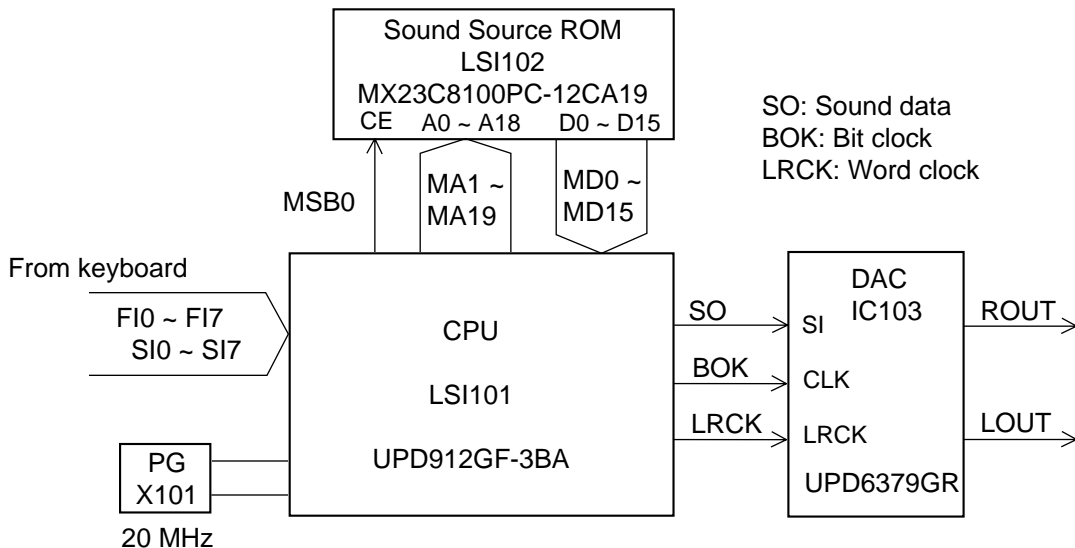 Sound Source ROM
LSI102
MX23C8100PC-12CA19
CE A0 ~ A18 D0 ~ D15
SO: Sound data
BOK: Bit clock
LRCK: Word clock
MSB0
MA1 ~
MA19
MD0 ~
MD15
From keyboard
FI0 ~ FI7
SI0 ~ SI7
CPU
LSI101
UPD912GF-3BA
SO
BOK
LRCK
DAC
IC103
SI
CLK
LRCK
UPD6379GR
ROUT
LOUT
PG
X101
20 MHz